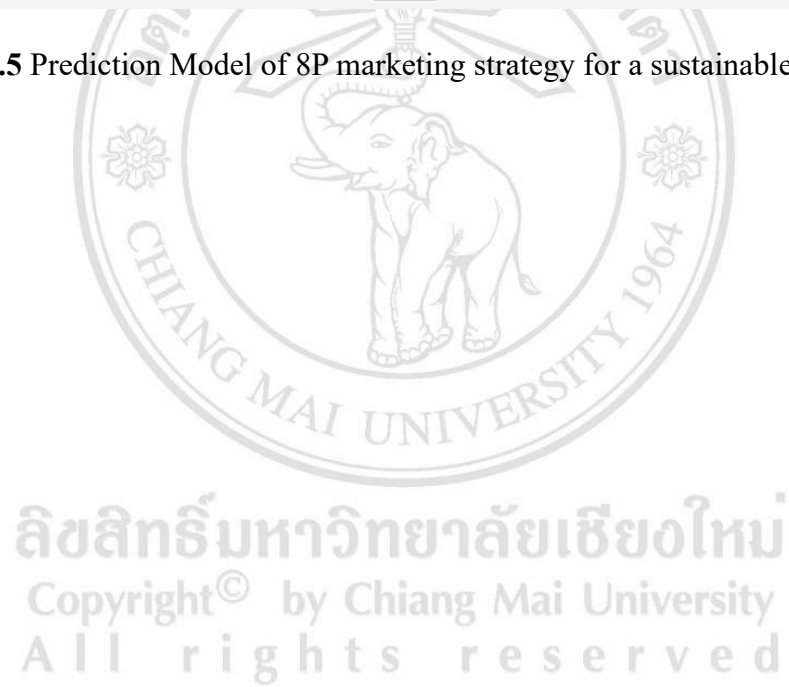 .5 Prediction Model of 8P marketing strategy for a sustainable
CHIANG MAI UNIVERSITY 1964
ลิขสิทธิ์มหาวิทยาลัยเชียงใหม่
Copyright© by Chiang Mai University
All rights reserved